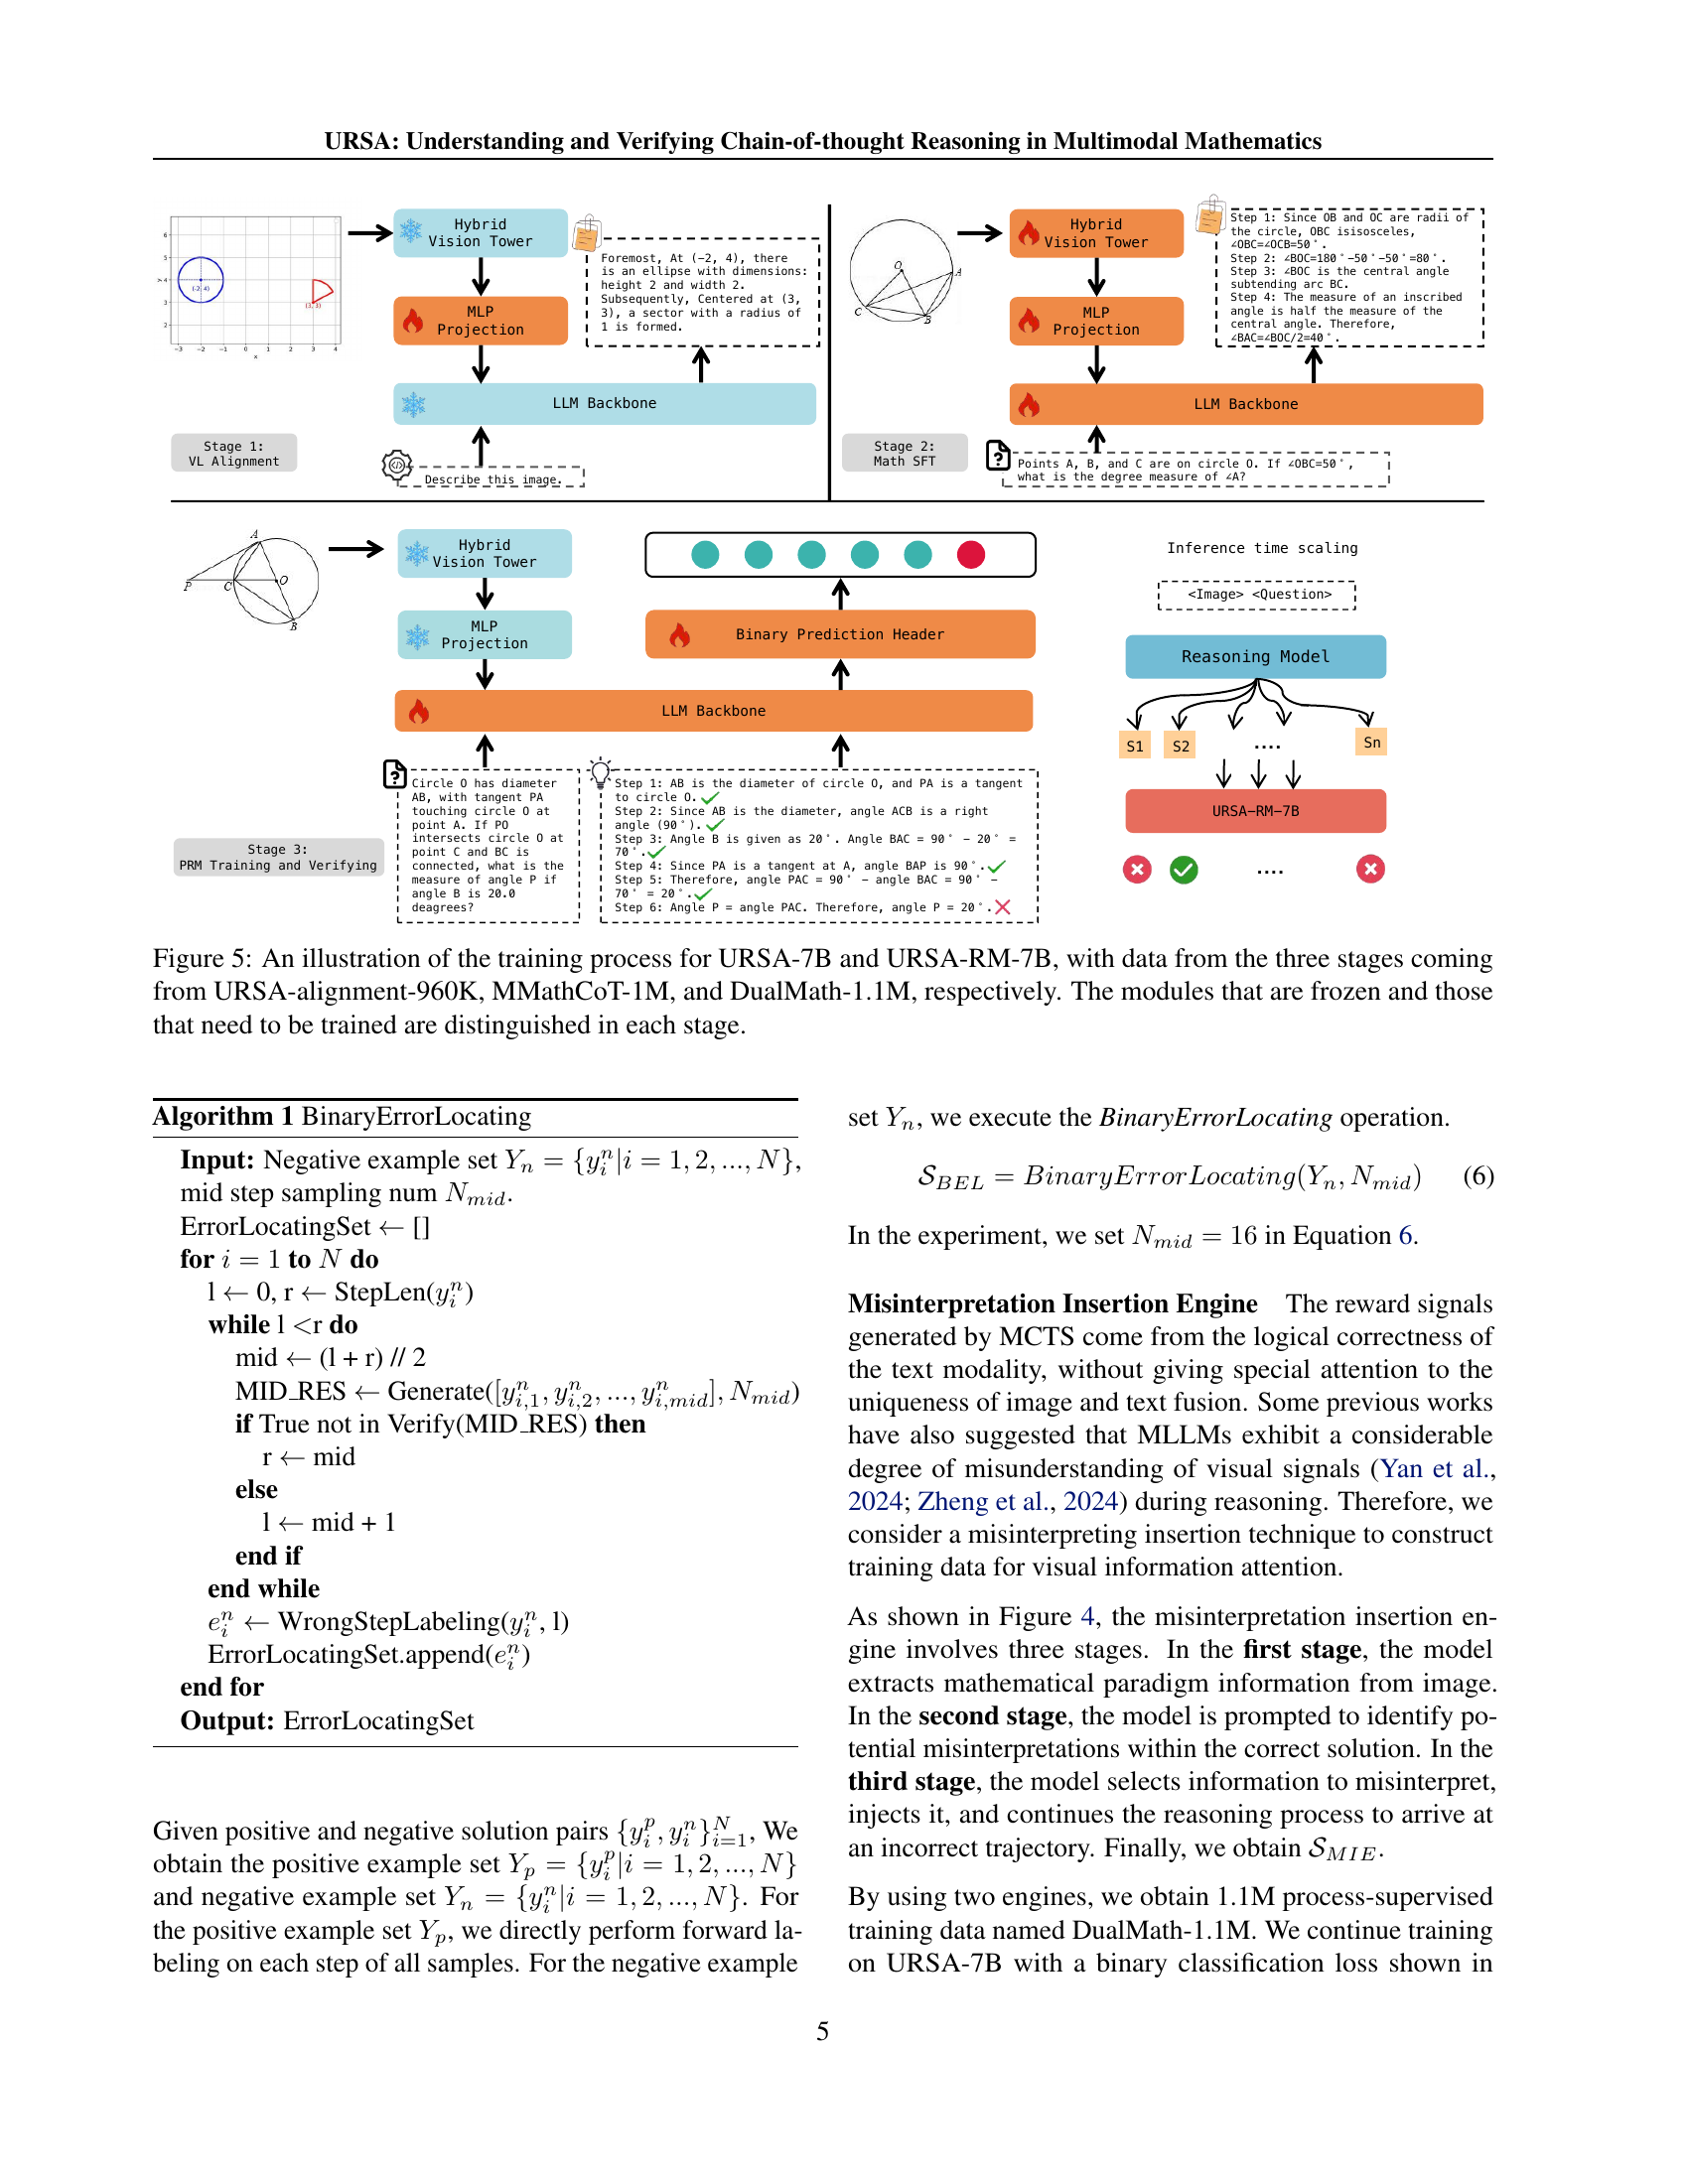 URSA: Understanding and Verifying Chain-of-thought Reasoning in Multimodal Mathematics
6
5
4
3
2
y
(-2, 4)
(3, 3)
−3 −2 −1 0 1 2 3 4
x
Hybrid
Vision Tower
MLP
Projection
LLM Backbone
Foremost, At (−2, 4), there
is an ellipse with dimensions:
height 2 and width 2.
Subsequently, Centered at (3,
3), a sector with a radius of
1 is formed.
Stage 1:
VL Alignment
Describe this image.
O
A
B
C
Hybrid
Vision Tower
MLP
Projection
LLM Backbone
Step 1: Since OB and OC are radii of
the circle, OBC isisosceles,
∠OBC=∠OCB=50°.
Step 2: ∠BOC=180°−50°−50°=80°.
Step 3: ∠BOC is the central angle
subtending arc BC.
Step 4: The measure of an inscribed
angle is half the measure of the
central angle. Therefore,
∠BAC=∠BOC/2=40°.
Stage 2:
Math SFT
?
Points A, B, and C are on circle O. If ∠OBC=50°,
what is the degree measure of ∠A?
A
P
C
O
B
Hybrid
Vision Tower
MLP
Projection
LLM Backbone
Binary Prediction Header
Stage 3:
PRM Training and Verifying
?
Circle O has diameter
AB, with tangent PA
touching circle O at
point A. If PO
intersects circle O at
point C and BC is
connected, what is the
measure of angle P if
angle B is 20.0
deagrees?
Step 1: AB is the diameter of circle O, and PA is a tangent
to circle O.
Step 2: Since AB is the diameter, angle ACB is a right
angle (90°).
Step 3: Angle B is given as 20°. Angle BAC = 90° − 20° =
70°.
Step 4: Since PA is a tangent at A, angle BAP is 90°.
Step 5: Therefore, angle PAC = 90° − angle BAC = 90° −
70° = 20°.
Step 6: Angle P = angle PAC. Therefore, angle P = 20°.
Inference time scaling
<Image> <Question>
Reasoning Model
S1 S2 .... Sn
URSA−RM−7B
....
Figure 5: An illustration of the training process for URSA-7B and URSA-RM-7B, with data from the three stages coming
from URSA-alignment-960K, MMathCoT-1M, and DualMath-1.1M, respectively. The modules that are frozen and those
that need to be trained are distinguished in each stage.
Algorithm 1 BinaryErrorLocating
Input: Negative example set Y_n = {y_i^n|i = 1, 2, ..., N},
mid step sampling num N_mid.
ErrorLocatingSet ← []
for i = 1 to N do
l ← 0, r ← StepLen(y_i^n)
while l <r do
mid ← (l + r) // 2
MID_RES ← Generate([y_{i,1}^n, y_{i,2}^n, ..., y_{i,mid}^n], N_mid)
if True not in Verify(MID_RES) then
r ← mid
else
l ← mid + 1
end if
end while
e_i^n ← WrongStepLabeling(y_i^n, l)
ErrorLocatingSet.append(e_i^n)
end for
Output: ErrorLocatingSet
Given positive and negative solution pairs {y_i^p, y_i^n}_{i=1}^N, We
obtain the positive example set Y_p = {y_i^p|i = 1, 2, ..., N}
and negative example set Y_n = {y_i^n|i = 1, 2, ..., N}. For
the positive example set Y_p, we directly perform forward la-
beling on each step of all samples. For the negative example
set Y_n, we execute the BinaryErrorLocating operation.
S_BEL = BinaryErrorLocating(Y_n, N_mid) (6)
In the experiment, we set N_mid = 16 in Equation 6.
Misinterpretation Insertion Engine The reward signals
generated by MCTS come from the logical correctness of
the text modality, without giving special attention to the
uniqueness of image and text fusion. Some previous works
have also suggested that MLLMs exhibit a considerable
degree of misunderstanding of visual signals (Yan et al.,
2024; Zheng et al., 2024) during reasoning. Therefore, we
consider a misinterpreting insertion technique to construct
training data for visual information attention.
As shown in Figure 4, the misinterpretation insertion en-
gine involves three stages. In the first stage, the model
extracts mathematical paradigm information from image.
In the second stage, the model is prompted to identify po-
tential misinterpretations within the correct solution. In the
third stage, the model selects information to misinterpret,
injects it, and continues the reasoning process to arrive at
an incorrect trajectory. Finally, we obtain S_MIE.
By using two engines, we obtain 1.1M process-supervised
training data named DualMath-1.1M. We continue training
on URSA-7B with a binary classification loss shown in
5